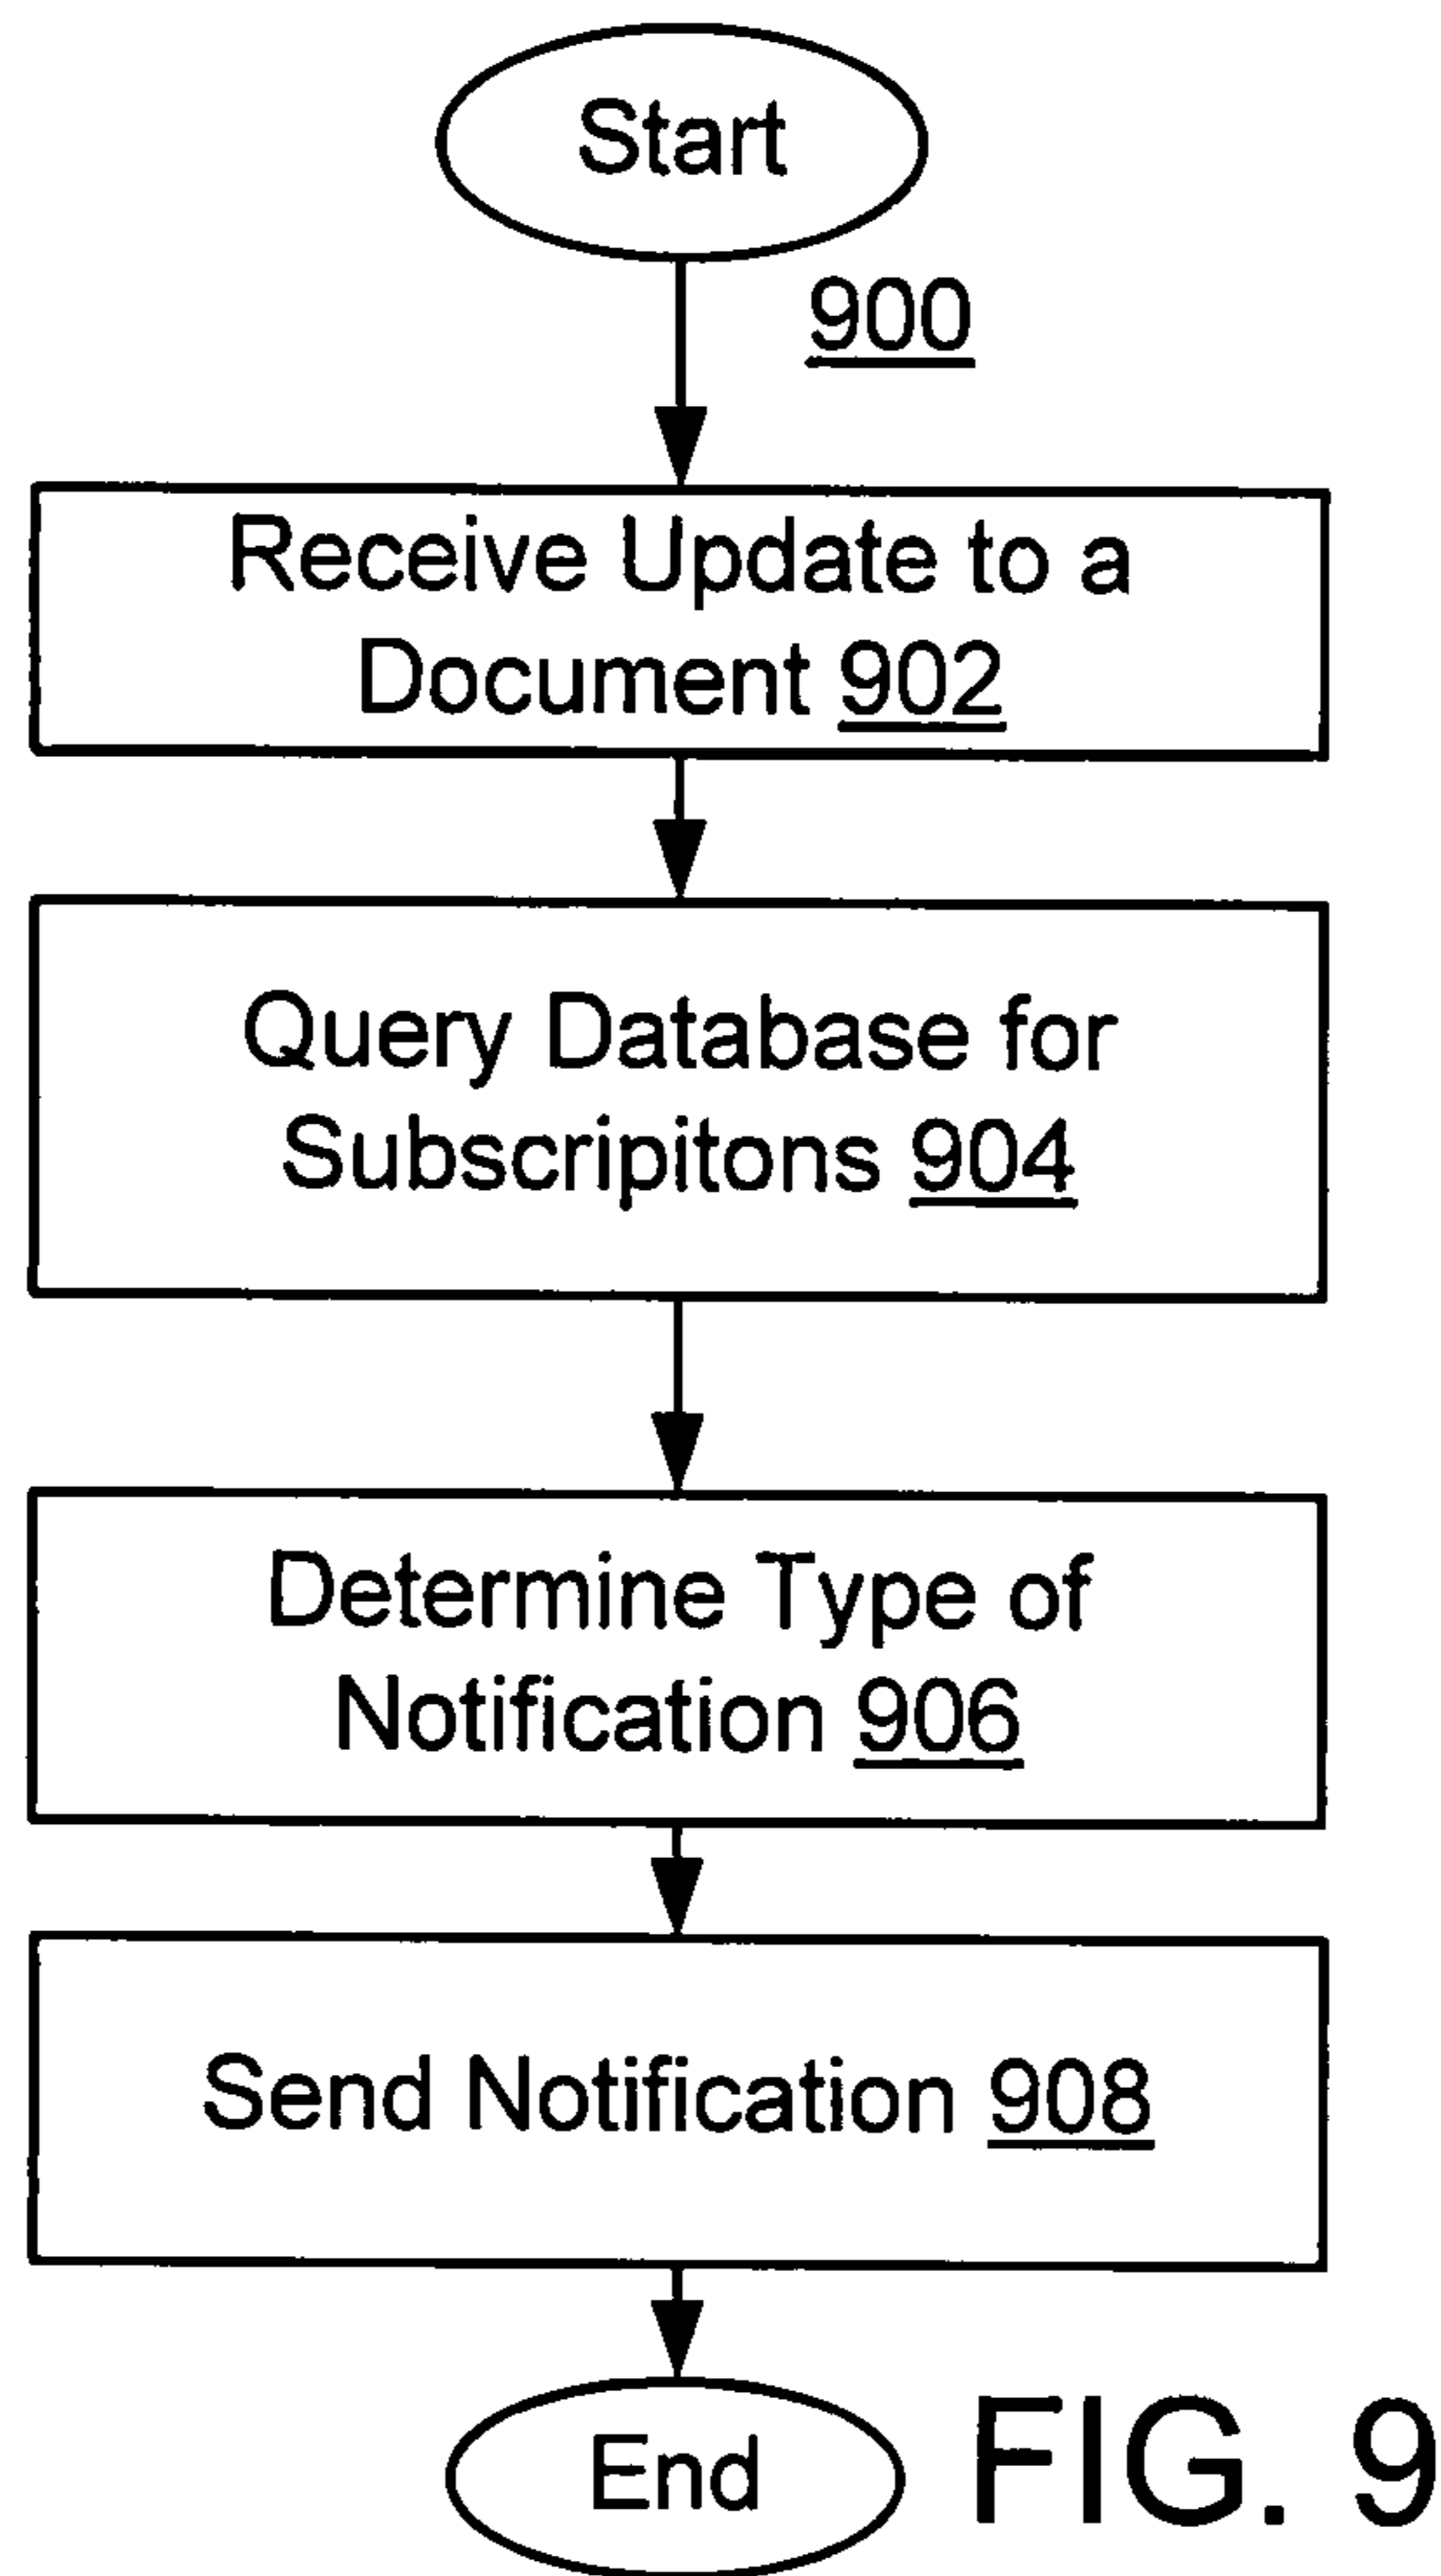 Start
900
Receive Update to a
Document 902
Query Database for
Subscripitons 904
Determine Type of
Notification 906
Send Notification 908
End
FIG. 9